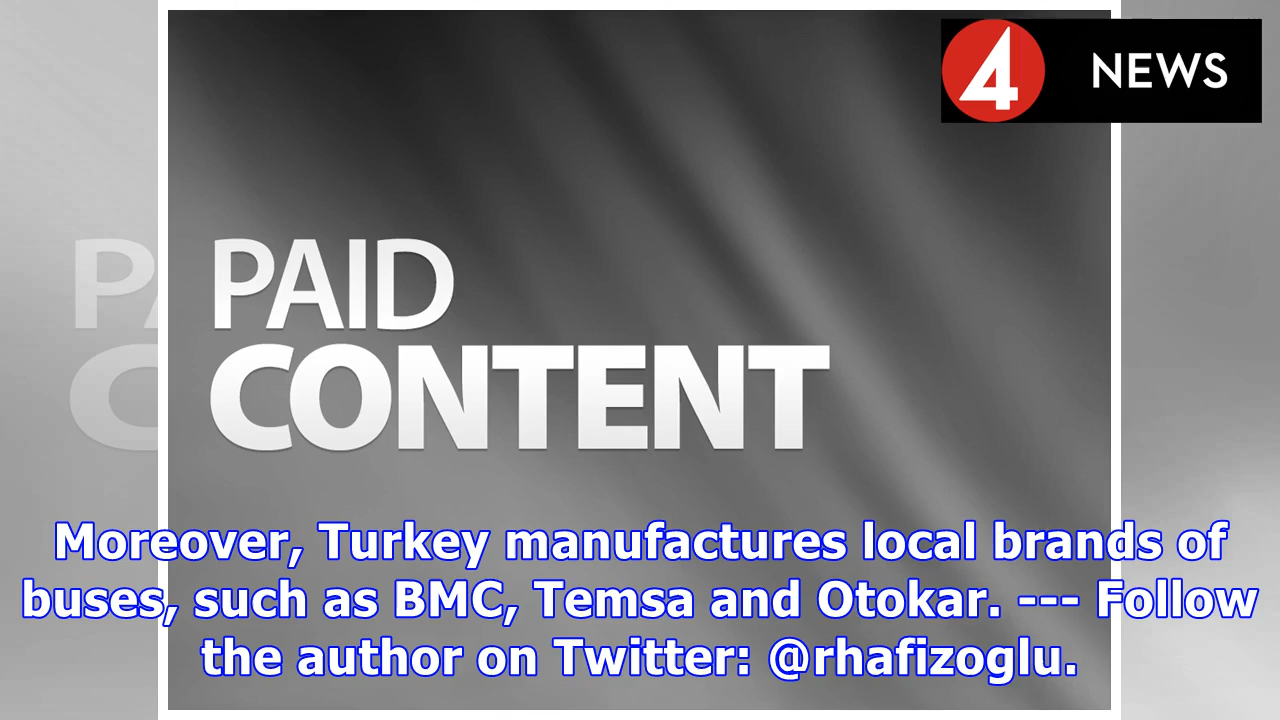 4 NEWS
PA
PAID
C
CONTENT
Moreover, Turkey manufactures local brands of
buses, such as BMC, Temsa and Otokar. --- Follow
the author on Twitter: @rhafizoglu.